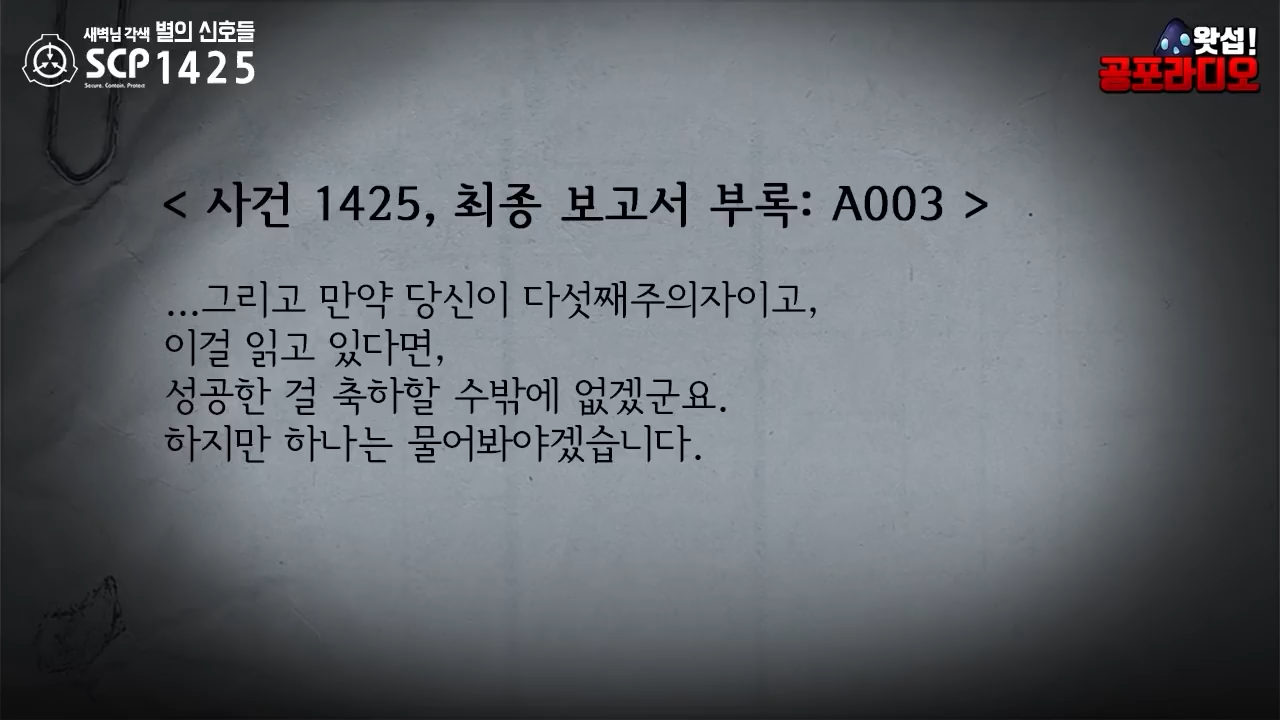 새벽님 각색 별의 신호들
SCP 1425
Secure. Contain. Protect
왓섭!
공포라디오
< 사건 1425, 최종 보고서 부록: A003 >
...그리고 만약 당신이 다섯째주의자이고,
이걸 읽고 있다면,
성공한 걸 축하할 수밖에 없겠군요.
하지만 하나는 물어봐야겠습니다.